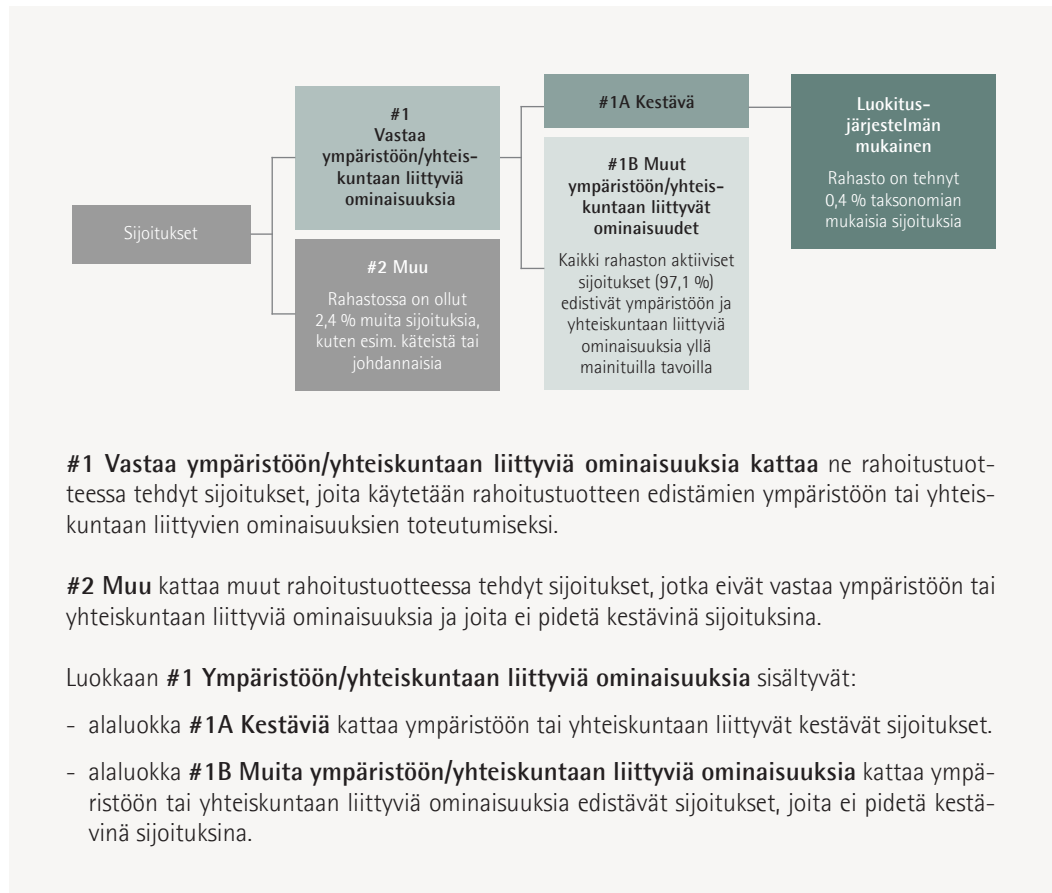 Sijoitukset
#1
Vastaa
ympäristöön/yhteis-
kuntaan liittyviä
ominaisuuksia
#2 Muu
Rahastossa on ollut
2,4 % muita sijoituksia,
kuten esim. käteistä tai
johdannaisia
#1A Kestävä
#1B Muut
ympäristöön/yhteis-
kuntaan liittyvät
ominaisuudet
Kaikki rahaston aktiiviset
sijoitukset (97,1 %)
edistivät ympäristöön ja
yhteiskuntaan liittyviä
ominaisuuksia yllä
mainituilla tavoilla
Luokitus-
järjestelmän
mukainen
Rahasto on tehnyt
0,4 % taksonomian
mukaisia sijoituksia
#1 Vastaa ympäristöön/yhteiskuntaan liittyviä ominaisuuksia kattaa ne rahoitustuot-
teessa tehdyt sijoitukset, joita käytetään rahoitustuotteen edistämien ympäristöön tai yhteis-
kuntaan liittyvien ominaisuuksien toteutumiseksi.
#2 Muu kattaa muut rahoitustuotteessa tehdyt sijoitukset, jotka eivät vastaa ympäristöön tai
yhteiskuntaan liittyviä ominaisuuksia ja joita ei pidetä kestävinä sijoituksina.
Luokkaan #1 Ympäristöön/yhteiskuntaan liittyviä ominaisuuksia sisältyvät:
- alaluokka #1A Kestäviä kattaa ympäristöön tai yhteiskuntaan liittyvät kestävät sijoitukset.
- alaluokka #1B Muita ympäristöön/yhteiskuntaan liittyviä ominaisuuksia kattaa ympä-
ristöön tai yhteiskuntaan liittyviä ominaisuuksia edistävät sijoitukset, joita ei pidetä kestä-
vinä sijoituksina.